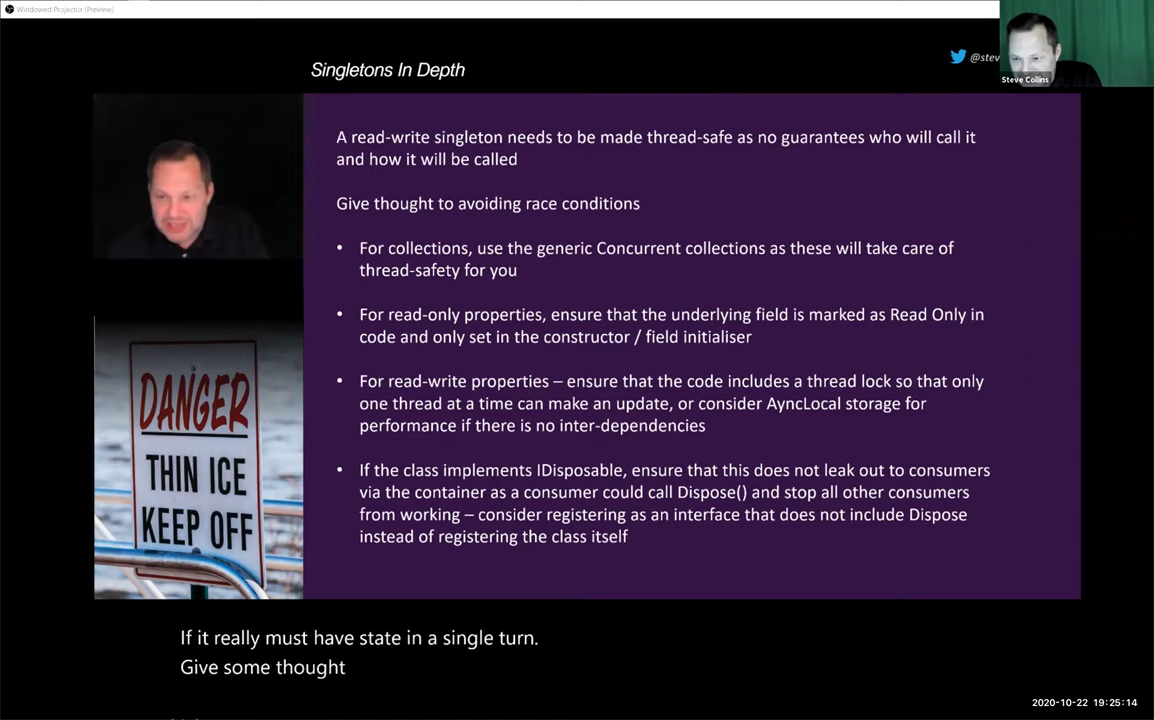 Windowed Projector (Preview)
Singletons In Depth
@stev
Steve Collins
A read-write singleton needs to be made thread-safe as no guarantees who will call it
and how it will be called
Give thought to avoiding race conditions
• For collections, use the generic Concurrent collections as these will take care of
thread-safety for you
• For read-only properties, ensure that the underlying field is marked as Read Only in
code and only set in the constructor / field initialiser
• For read-write properties – ensure that the code includes a thread lock so that only
one thread at a time can make an update, or consider AyncLocal storage for
performance if there is no inter-dependencies
• If the class implements IDisposable, ensure that this does not leak out to consumers
via the container as a consumer could call Dispose() and stop all other consumers
from working – consider registering as an interface that does not include Dispose
instead of registering the class itself
DANGER
THIN ICE
KEEP OFF
If it really must have state in a single turn.
Give some thought
2020-10-22 19:25:14